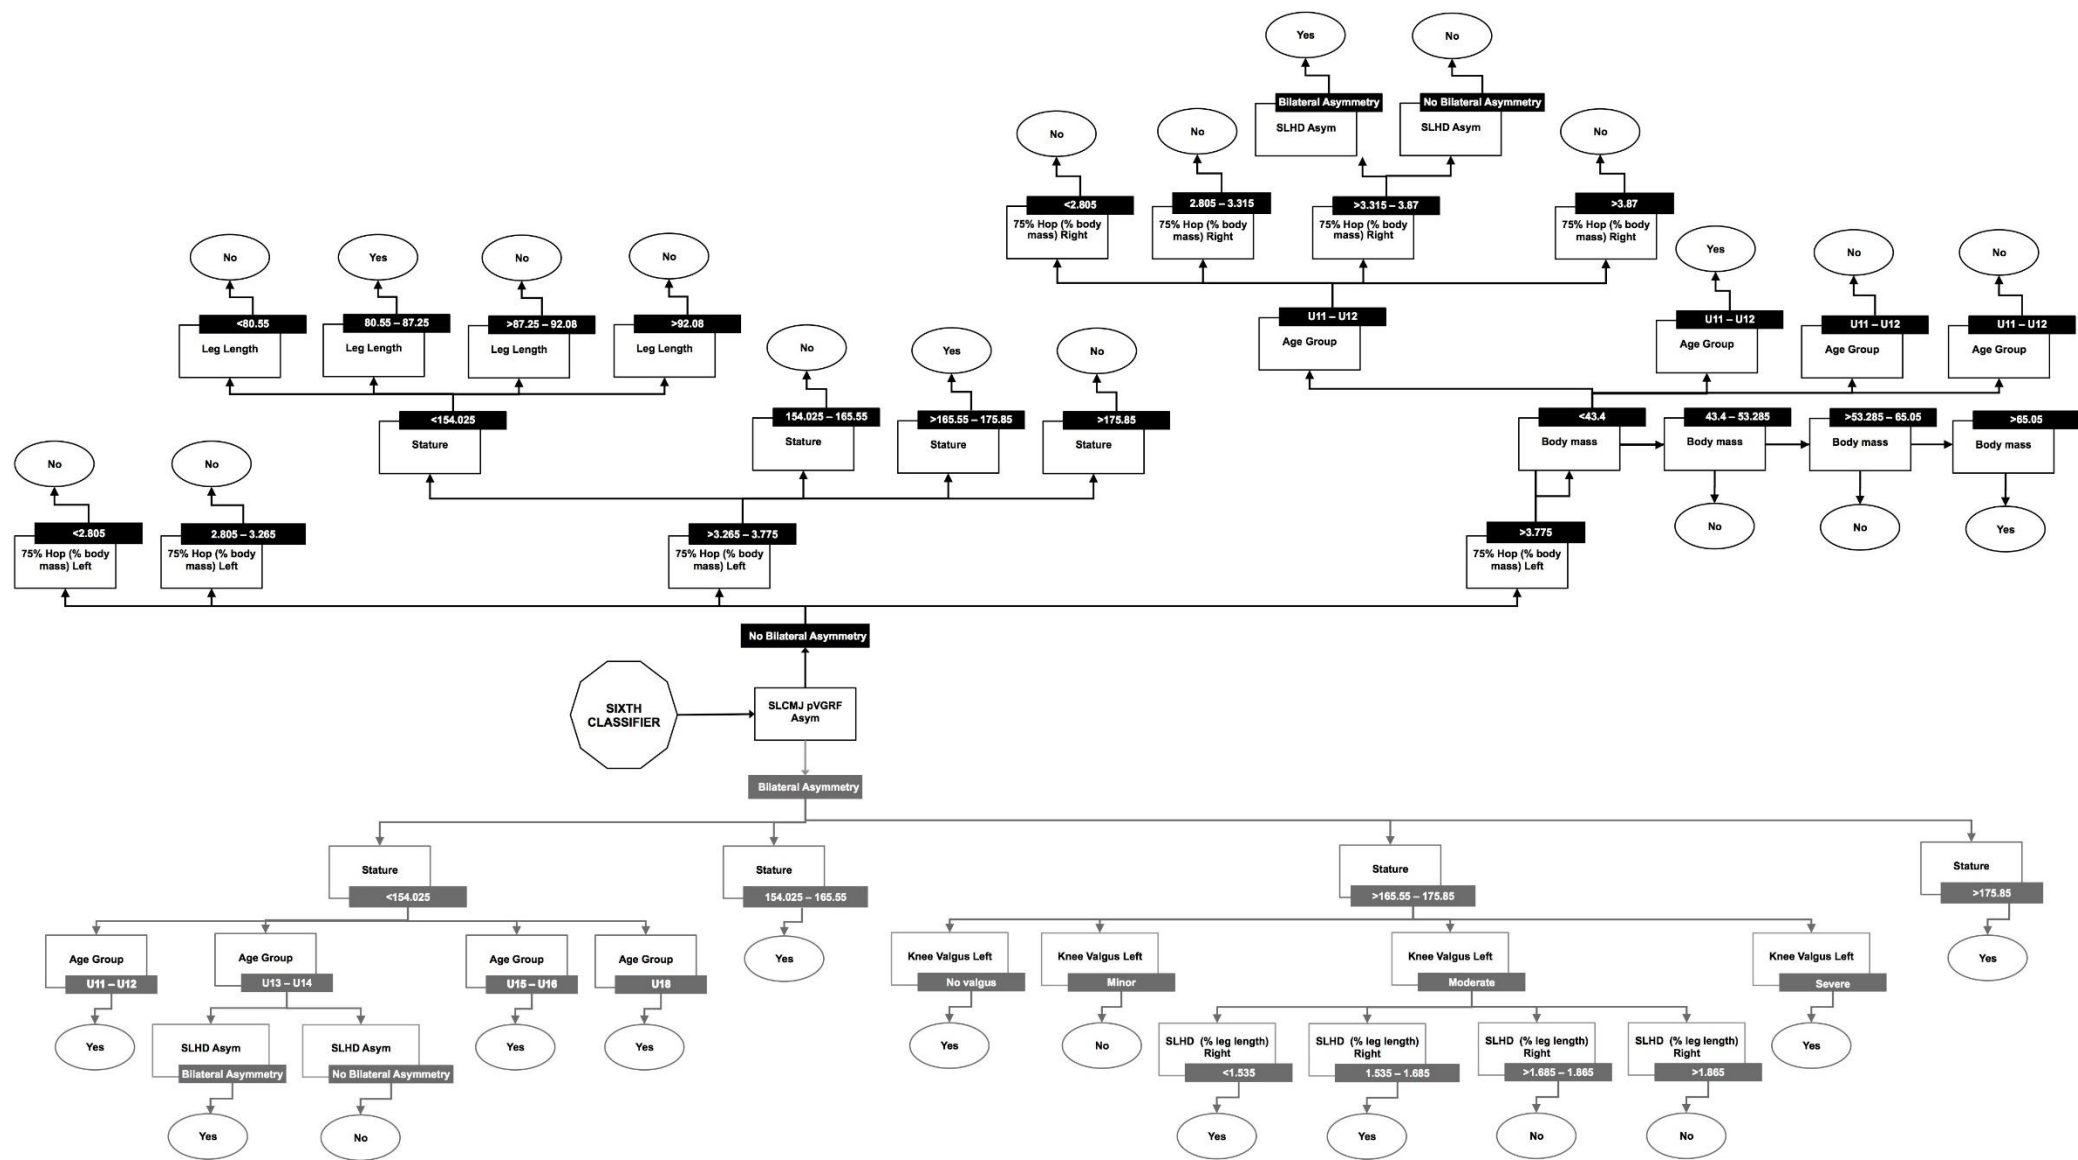 Yes
No
Bilateral Asymmetry
No Bilateral Asymmetry
SLHD Asym
SLHD Asym
No
No
No
<2.805
2.805 – 3.315
>3.315 – 3.87
>3.87
75% Hop (% body
mass) Right
75% Hop (% body
mass) Right
75% Hop (% body
mass) Right
75% Hop (% body
mass) Right
No
Yes
No
No
Yes
No
No
<80.55
80.55 – 87.25
>87.25 – 92.08
>92.08
Leg Length
Leg Length
Leg Length
Leg Length
U11 – U12
U11 – U12
U11 – U12
U11 – U12
Age Group
Age Group
Age Group
Age Group
No
Yes
No
<154.025
154.025 – 165.55
>165.55 – 175.85
>175.85
Stature
Stature
Stature
Stature
<43.4
43.4 – 53.285
>53.285 – 65.05
>65.05
Body mass
Body mass
Body mass
Body mass
No
No
No
No
Yes
<2.805
2.805 – 3.265
>3.265 – 3.775
>3.775
75% Hop (% body
mass) Left
75% Hop (% body
mass) Left
75% Hop (% body
mass) Left
75% Hop (% body
mass) Left
No Bilateral Asymmetry
SIXTH
CLASSIFIER
SLCMJ pVGRF
Asym
Bilateral Asymmetry
Stature
Stature
Stature
Stature
<154.025
154.025 – 165.55
>165.55 – 175.85
>175.85
Age Group
Age Group
Age Group
Age Group
U11 – U12
U13 – U14
U15 – U16
U18
Yes
Knee Valgus Left
Knee Valgus Left
Knee Valgus Left
Knee Valgus Left
No valgus
Minor
Moderate
Severe
Yes
Yes
SLHD Asym
SLHD Asym
Bilateral Asymmetry
No Bilateral Asymmetry
Yes
Yes
Yes
No
SLHD (% leg length)
Right
SLHD (% leg length)
Right
SLHD (% leg length)
Right
SLHD (% leg length)
Right
<1.535
1.535 – 1.685
>1.685 – 1.865
>1.865
Yes
Yes
No
Yes
Yes
No
No